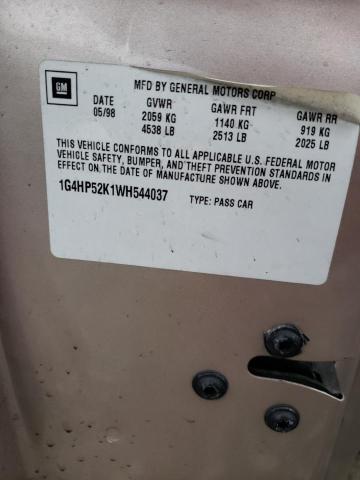 GM
MFD BY GENERAL MOTORS CORP
DATE GVWR GAWR FRT GAWR RR
05/98 2059 KG 1140 KG 919 KG
4538 LB 2513 LB 2025 LB
THIS VEHICLE CONFORMS TO ALL APPLICABLE U.S. FEDERAL MOTOR
VEHICLE SAFETY, BUMPER, AND THEFT PREVENTION STANDARDS IN
EFFECT ON THE DATE OF MANUFACTURE SHOWN ABOVE.
1G4HP52K1WH544037 TYPE: PASS CAR